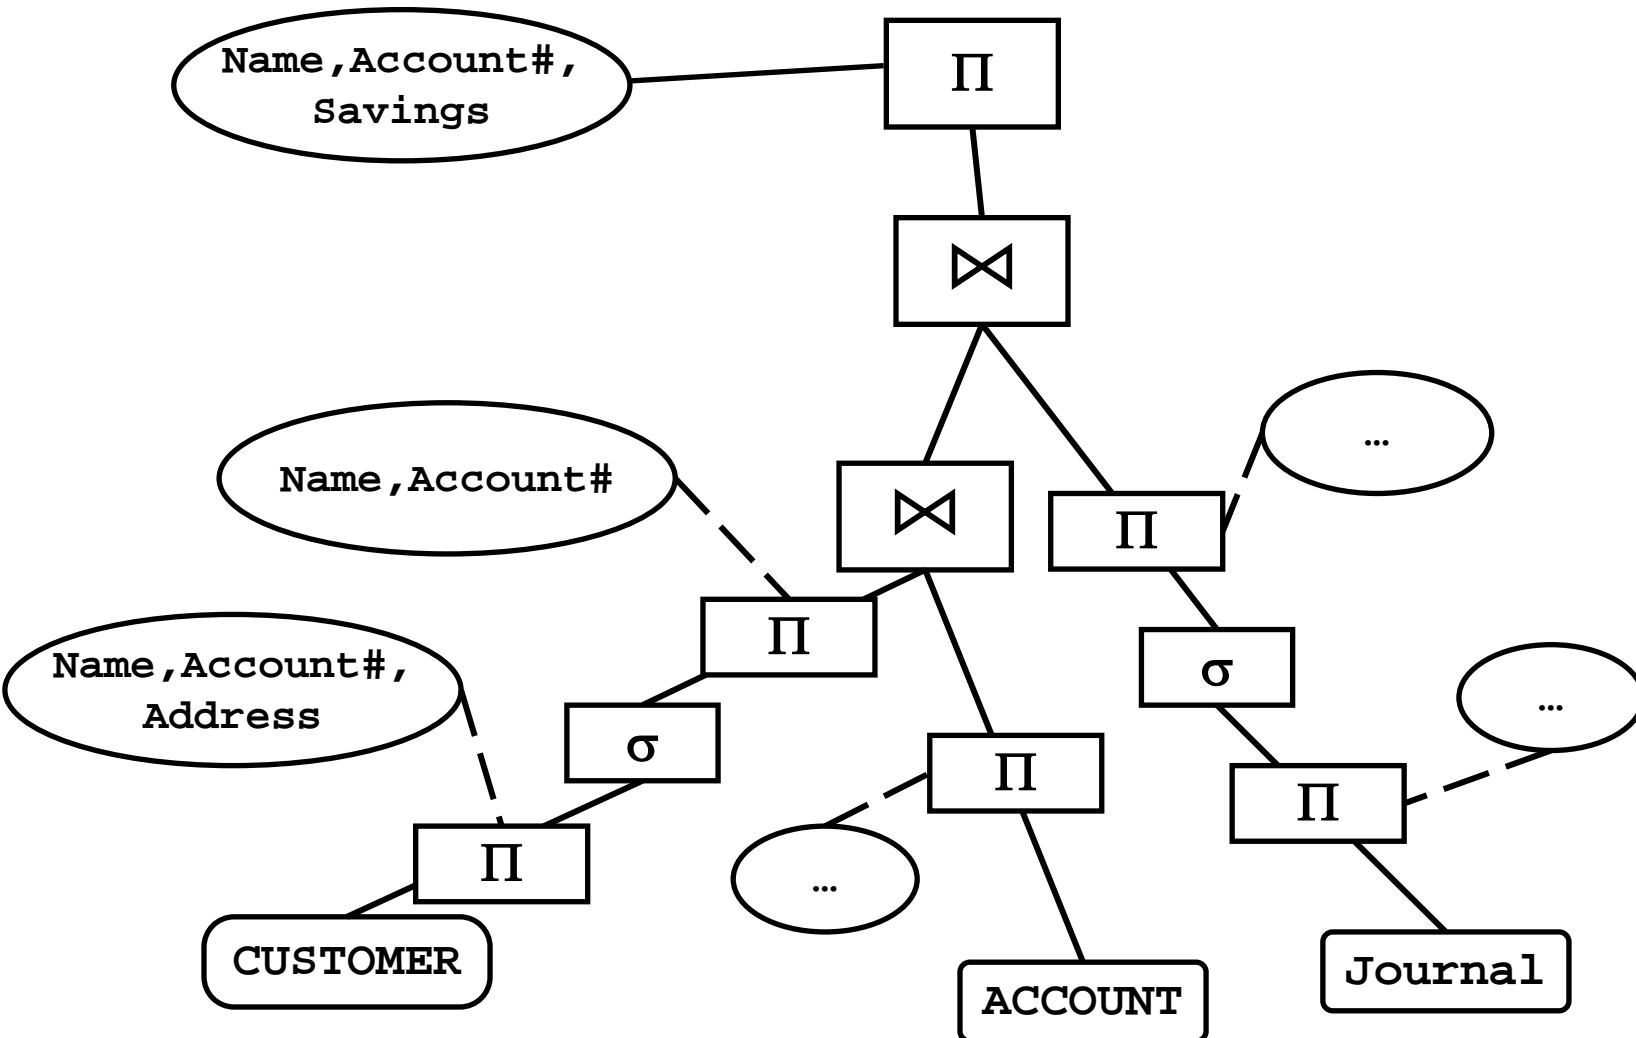 Name,Account#,
Savings
Π
⋈
…
Name,Account#
⋈
Π
Π
σ
Name,Account#,
Address
…
σ
Π
Π
Π
…
CUSTOMER
Journal
ACCOUNT